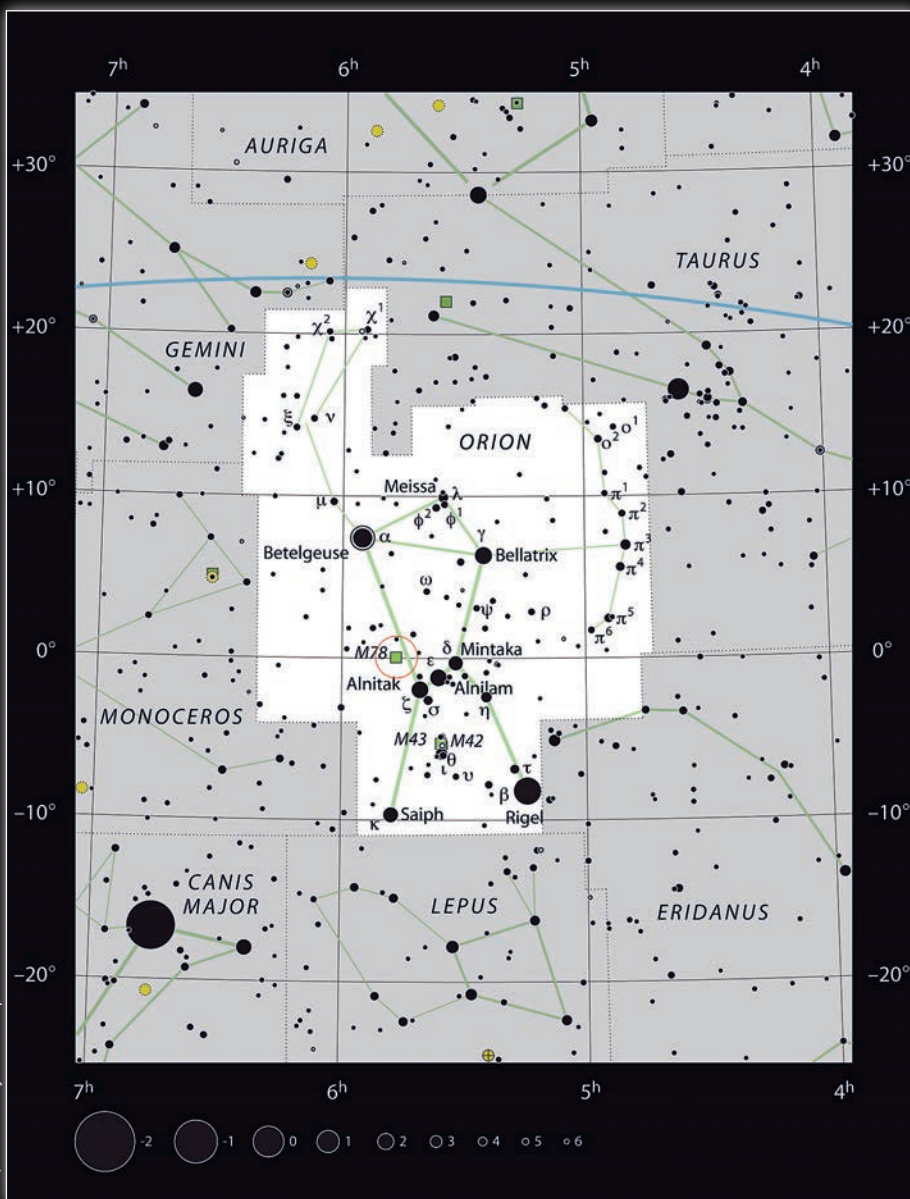 7h 6h 5h 4h
+30° +30°
AURIGA
TAURUS
+20° +20°
χ2 χ1
GEMINI
ξ ν
ORION
ο2 ο1
+10° +10°
Meissa λ
μ
ϕ2 ϕ1
π1
π2
γ
α
π3
Betelgeuse
Bellatrix
π4
ω
ψ
ρ
π5
π6
0° 0°
M78
δ Mintaka
ε
Alnitak
Alnilam
ζ σ
η
MONOCEROS
M43 M42
θ
ι υ
τ
β
−10° −10°
Saiph
κ
Rigel
CANIS
MAJOR
LEPUS
ERIDANUS
−20° −20°
7h 6h 5h 4h
-2 -1 0 1 2 3 4 5 6